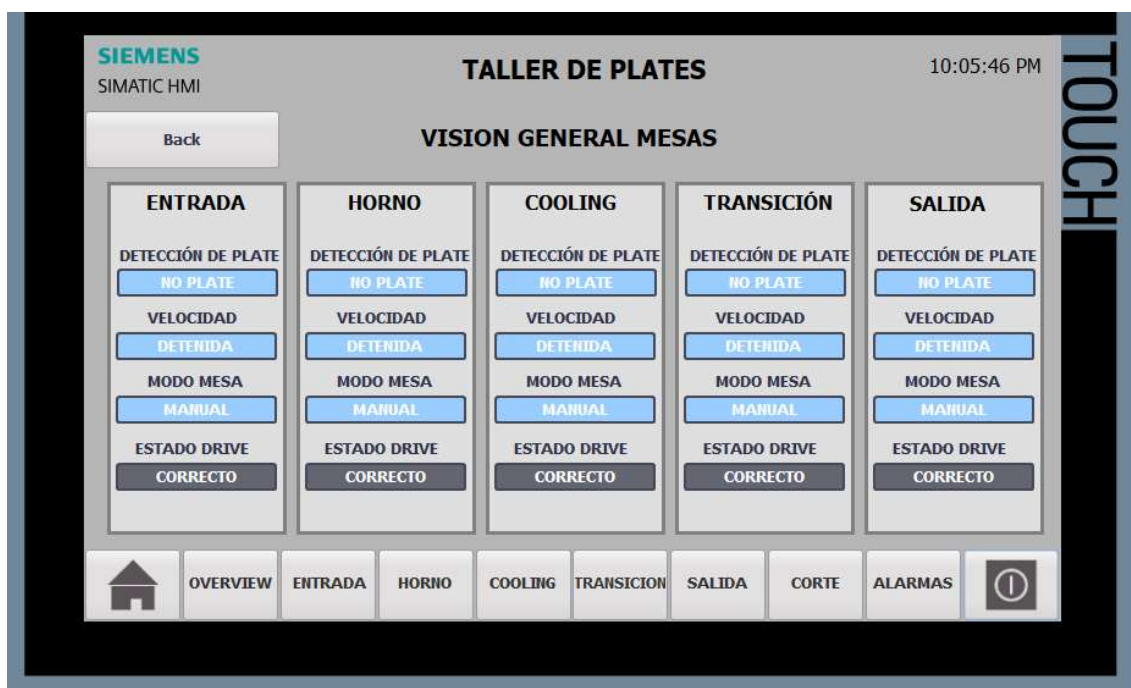 SIEMENS
SIMATIC HMI
TALLER DE PLATES
10:05:46 PM
TOUCH
Back
VISION GENERAL MESAS
ENTRADA
DETECCIÓN DE PLATE
NO PLATE
VELOCIDAD
DETENIDA
MODO MESA
MANUAL
ESTADO DRIVE
CORRECTO
HORNO
DETECCIÓN DE PLATE
NO PLATE
VELOCIDAD
DETENIDA
MODO MESA
MANUAL
ESTADO DRIVE
CORRECTO
COOLING
DETECCIÓN DE PLATE
NO PLATE
VELOCIDAD
DETENIDA
MODO MESA
MANUAL
ESTADO DRIVE
CORRECTO
TRANSICIÓN
DETECCIÓN DE PLATE
NO PLATE
VELOCIDAD
DETENIDA
MODO MESA
MANUAL
ESTADO DRIVE
CORRECTO
SALIDA
DETECCIÓN DE PLATE
NO PLATE
VELOCIDAD
DETENIDA
MODO MESA
MANUAL
ESTADO DRIVE
CORRECTO
OVERVIEW
ENTRADA
HORNO
COOLING
TRANSICION
SALIDA
CORTE
ALARMAS